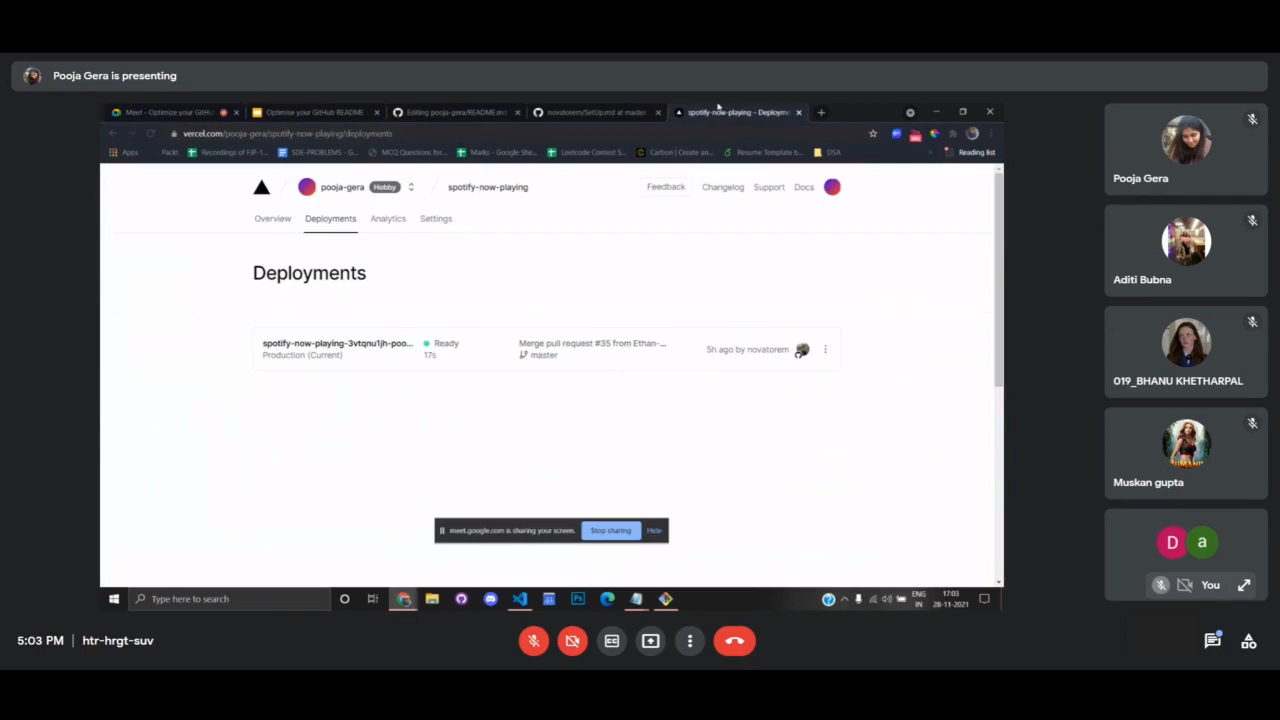 Pooja Gera is presenting
Meet - Optimize your GitHu
Optimise your GitHub README
Editing pooja-gera/README.m
novatorem/SetUp.md at master
spotify-now-playing – Deploym
vercel.com/pooja-gera/spotify-now-playing/deployments
Apps
Packt
Recordings of FJP-1...
SDE-PROBLEMS - G...
MCQ Questions for...
Marks - Google She...
Leetcode Contest S...
Carbon | Create an...
Resume Template b...
DSA
Reading list
pooja-gera Hobby
spotify-now-playing
Feedback
Changelog
Support
Docs
Overview
Deployments
Analytics
Settings
Deployments
spotify-now-playing-3vtqnu1jh-poo...
Ready
Merge pull request #35 from Ethan-...
5h ago by novatorem
Production (Current)
17s
master
meet.google.com is sharing your screen.
Stop sharing
Hide
Type here to search
ENG
IN
17:03
28-11-2021
Pooja Gera
Aditi Bubna
019_BHANU KHETHARPAL
Muskan gupta
D
a
You
5:03 PM | htr-hrgt-suv